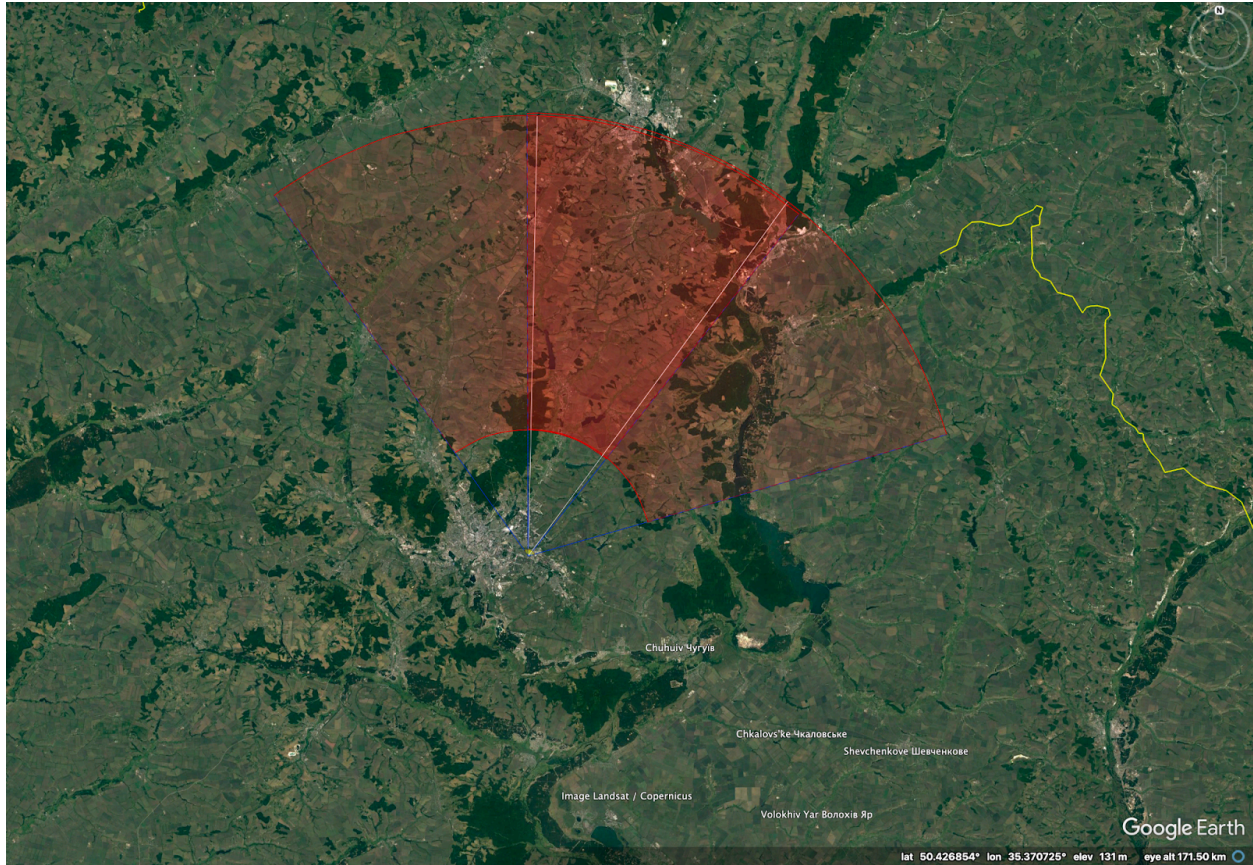 N
Chuhuiv Чугуїв
Chkalovs'ke Чкаловське
Shevchenkove Шевченкове
Image Landsat / Copernicus
Volokhiv Yar Волохів Яр
Google Earth
lat 50.426854° lon 35.370725° elev 131 m eye alt 171.50 km